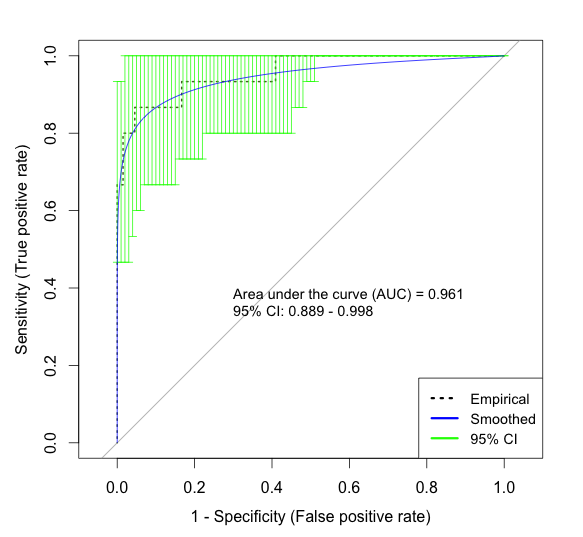 1.0
0.8
0.6
0.4
0.2
0.0
Sensitivity (True positive rate)
Area under the curve (AUC) = 0.961
95% CI: 0.889 - 0.998
Empirical
Smoothed
95% CI
0.0 0.2 0.4 0.6 0.8 1.0
1 - Specificity (False positive rate)